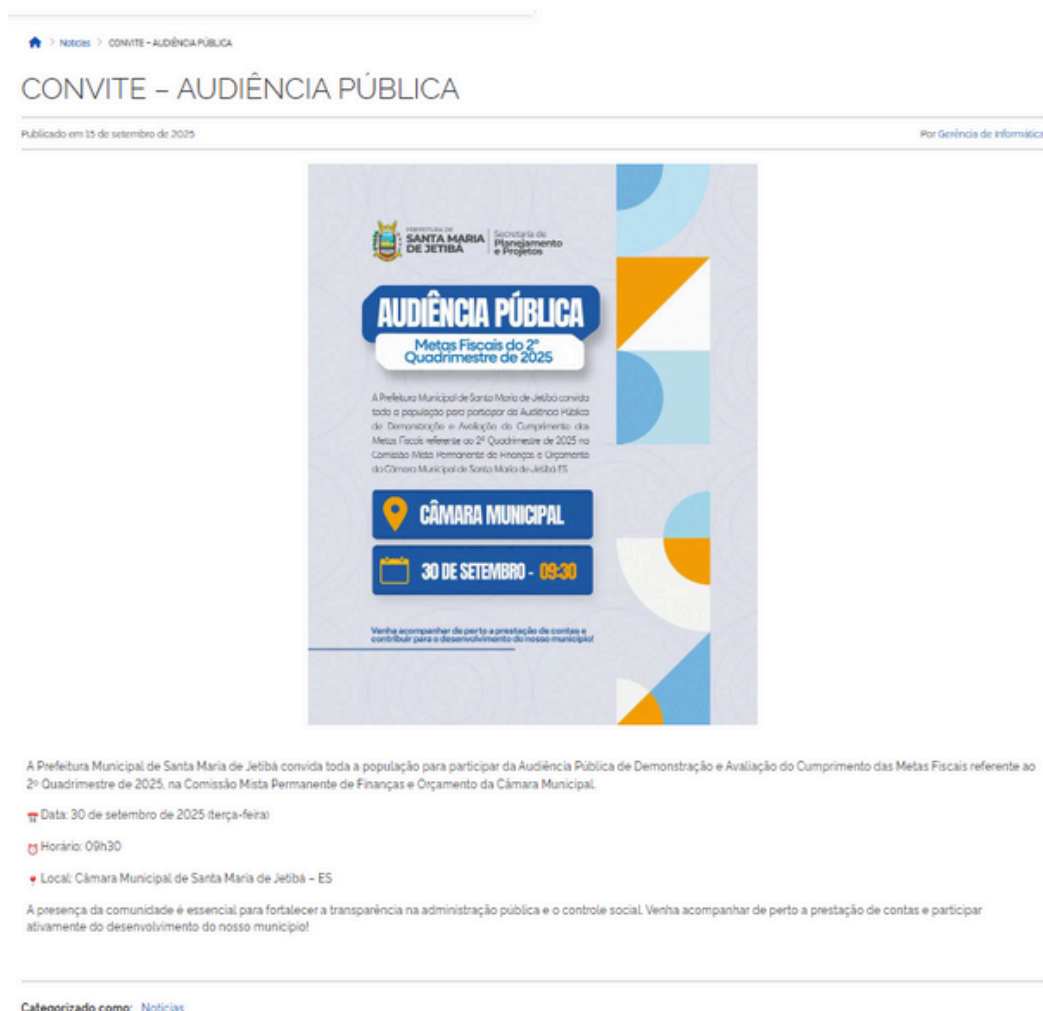 > Notícias > CONVITE – AUDIÊNCIA PÚBLICA
CONVITE – AUDIÊNCIA PÚBLICA
Publicado em 15 de setembro de 2025
Por Gerência de Informática
PREFEITURA DE
SANTA MARIA
DE JETIBÁ
Secretaria de
Planejamento
e Projetos
AUDIÊNCIA PÚBLICA
Metas Fiscais do 2º
Quadrimestre de 2025
A Prefeitura Municipal de Santa Maria de Jetibá convida
toda a população para participar da Audiência Pública
de Demonstração e Avaliação do Cumprimento das
Metas Fiscais referente ao 2º Quadrimestre de 2025 na
Comissão Mista Permanente de Finanças e Orçamento
da Câmara Municipal de Santa Maria de Jetibá-ES
CÂMARA MUNICIPAL
30 DE SETEMBRO - 09:30
Venha acompanhar de perto a prestação de contas e
contribuir para o desenvolvimento do nosso município!
A Prefeitura Municipal de Santa Maria de Jetibá convida toda a população para participar da Audiência Pública de Demonstração e Avaliação do Cumprimento das Metas Fiscais referente ao
2º Quadrimestre de 2025, na Comissão Mista Permanente de Finanças e Orçamento da Câmara Municipal.
Data: 30 de setembro de 2025 (terça-feira)
Horário: 09h30
Local: Câmara Municipal de Santa Maria de Jetibá – ES
A presença da comunidade é essencial para fortalecer a transparência na administração pública e o controle social. Venha acompanhar de perto a prestação de contas e participar
ativamente do desenvolvimento do nosso município!
Categorizado como: Notícias